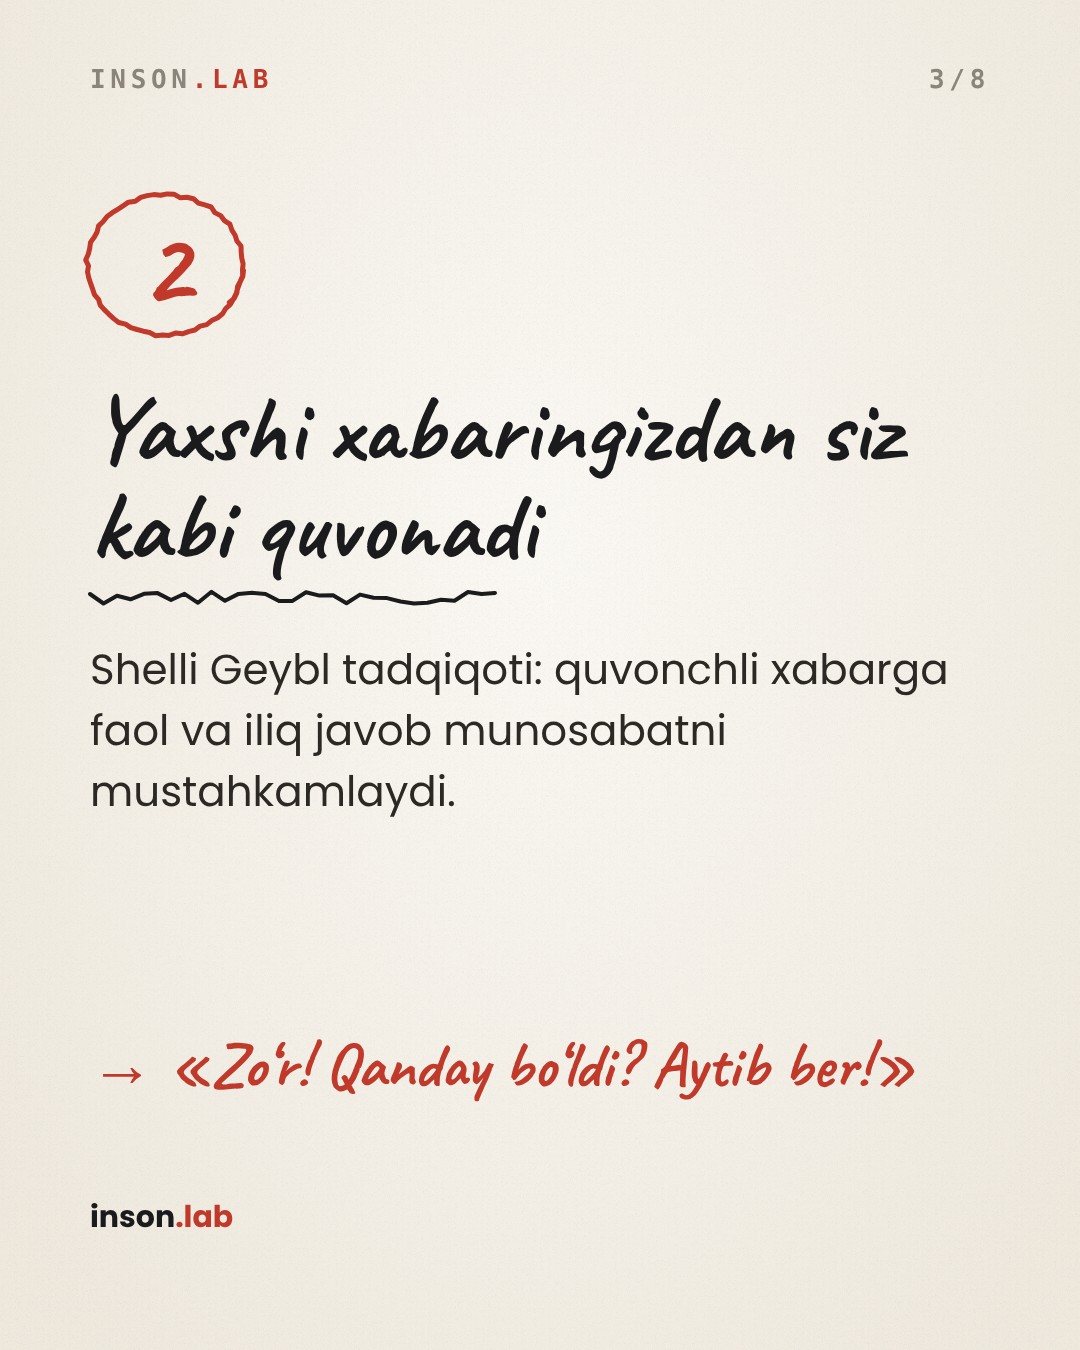 INSON.LAB
3/8
2
Yaxshi xabaringizdan siz
kabi quvonadi
Shelli Geybl tadqiqoti: quvonchli xabarga
faol va iliq javob munosabatni
mustahkamlaydi.
→ «Zo‘r! Qanday bo‘ldi? Aytib ber!»
inson.lab